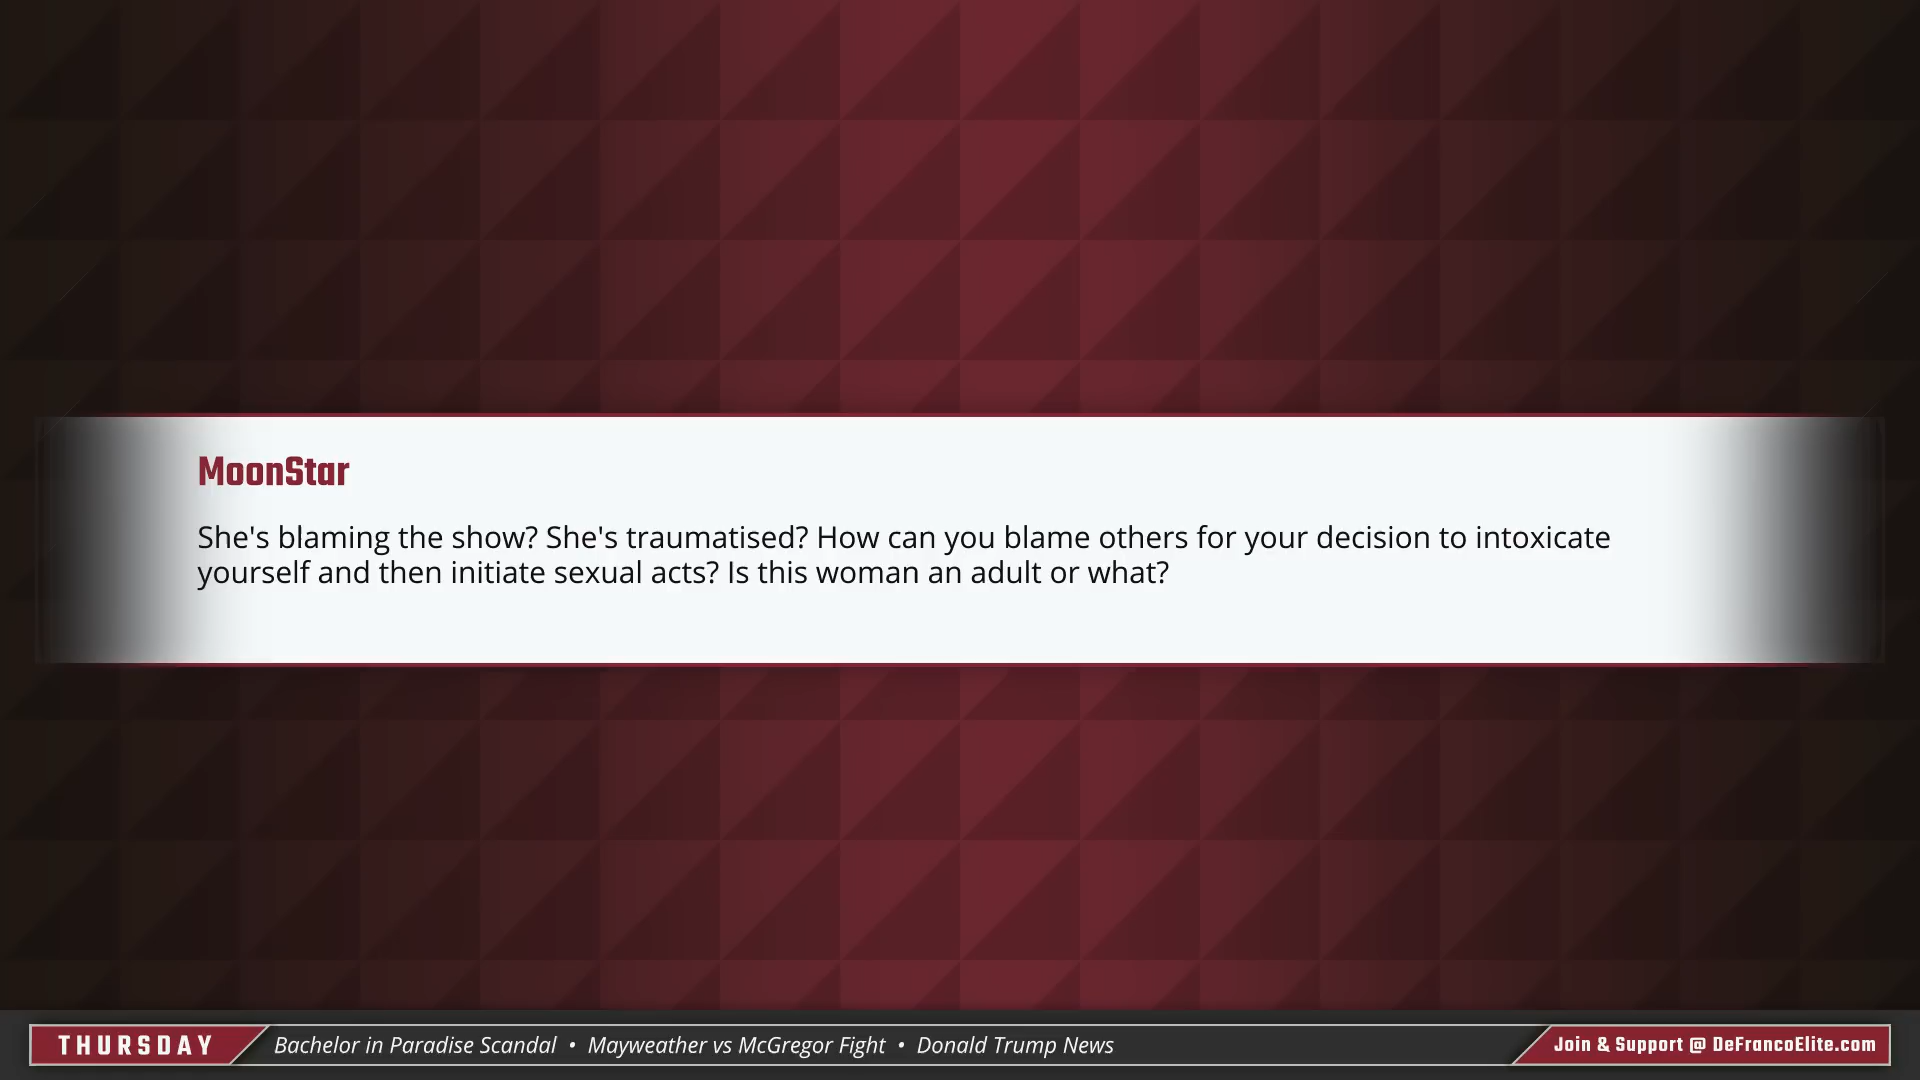 MoonStar
She's blaming the show? She's traumatised? How can you blame others for your decision to intoxicate
yourself and then initiate sexual acts? Is this woman an adult or what?
THURSDAY
Bachelor in Paradise Scandal • Mayweather vs McGregor Fight • Donald Trump News
Join & Support @ DeFrancoElite.com